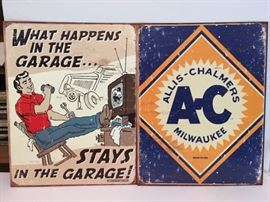 WHAT HAPPENS
IN THE
GARAGE...
STAYS
IN THE GARAGE!
ALLIS-CHALMERS
A-C
MILWAUKEE